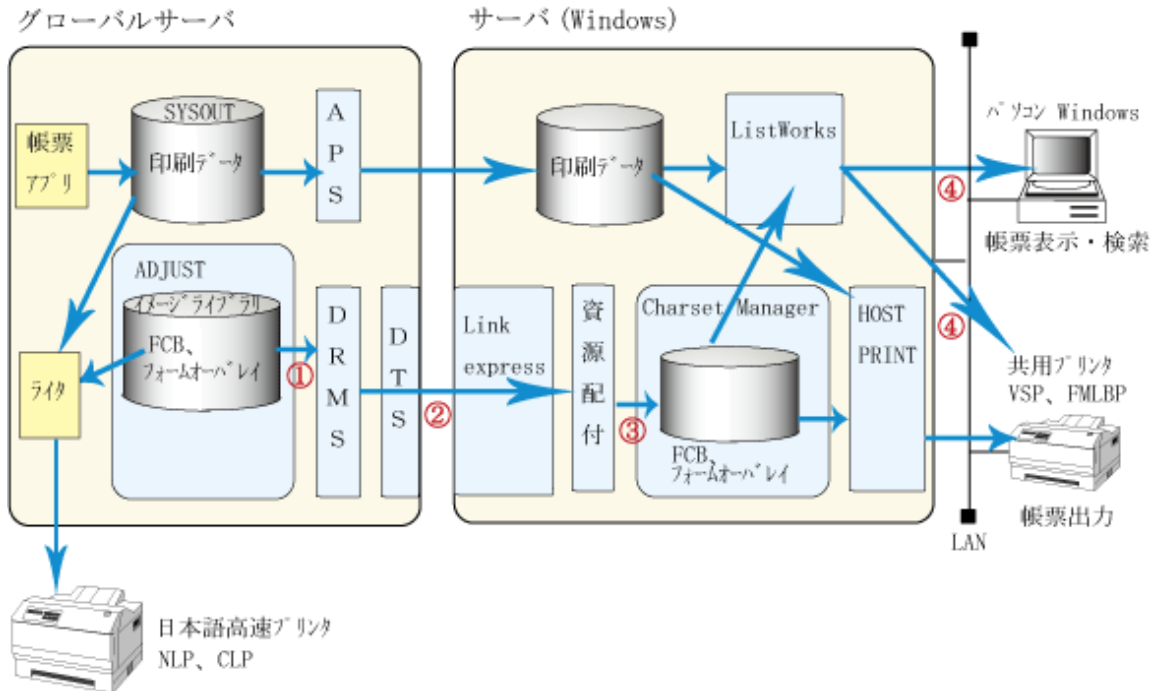 グローバルサーバ
サーバ (Windows)
帳票
アプリ
SYSOUT
印刷データ
APS
印刷データ
ListWorks
パソコン Windows
④
帳票表示・検索
ADJUST
イメージライブラリ
FCB、
フォームオーバレイ
①
DRMS
DTS
②
Link
express
資源配付
③
Charset Manager
FCB、
フォームオーバレイ
HOST
PRINT
④
共用プリンタ
VSP、FMLBP
帳票出力
LAN
ライタ
日本語高速プリンタ
NLP、CLP